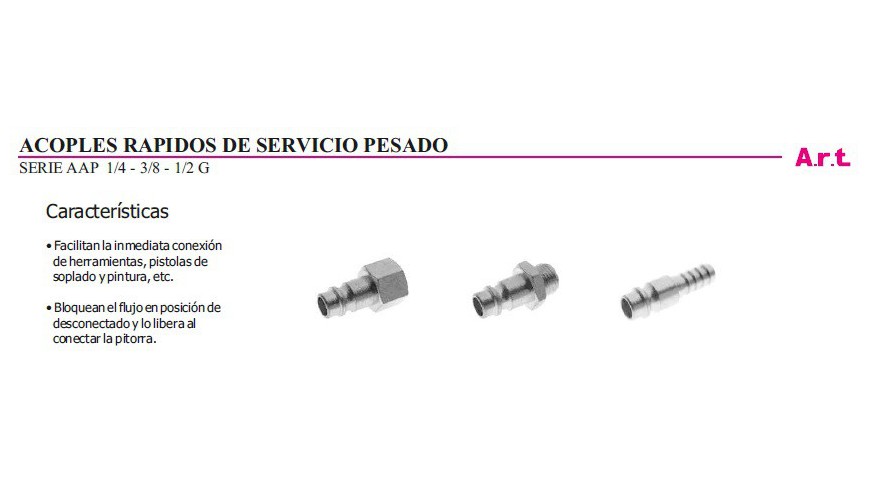 ACOPLES RAPIDOS DE SERVICIO PESADO
SERIE AAP 1/4 - 3/8 - 1/2 G
A.r.t.
Características
• Facilitan la inmediata conexión
de herramientas, pistolas de
soplado y pintura, etc.
• Bloquean el flujo en posición de
desconectado y lo libera al
conectar la pitorra.